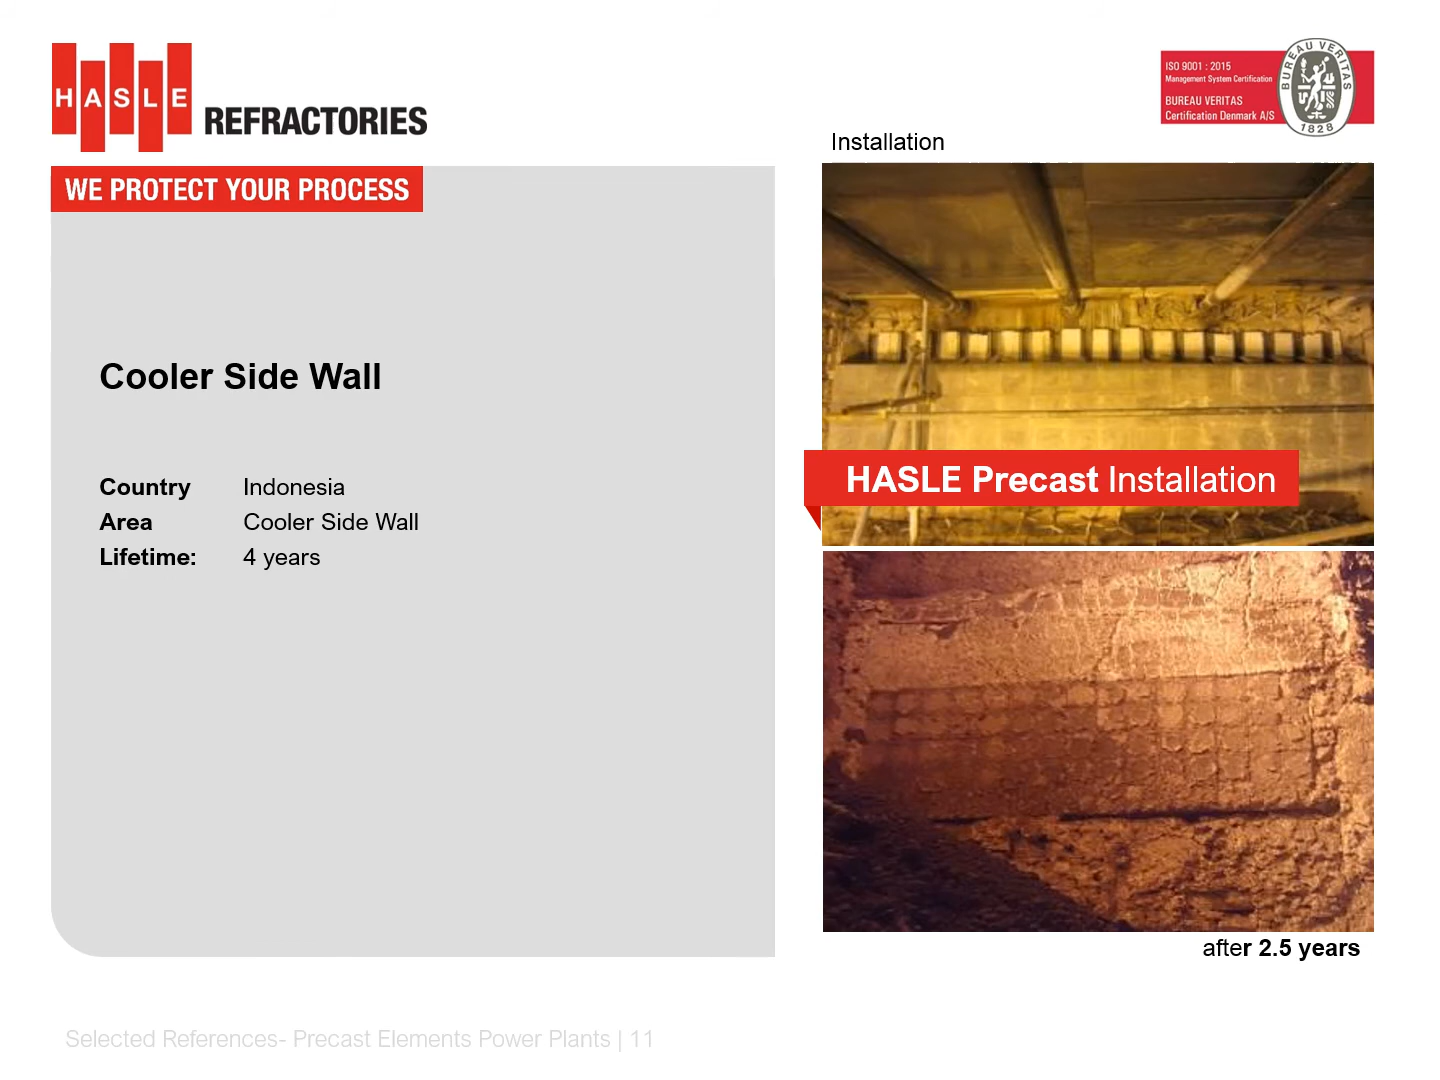 HASLE
REFRACTORIES
WE PROTECT YOUR PROCESS
ISO 9001 : 2015
Management System Certification
BUREAU VERITAS
Certification Denmark A/S
BUREAU VERITAS
1828
Installation
Cooler Side Wall
Country Indonesia
Area Cooler Side Wall
Lifetime: 4 years
HASLE Precast Installation
after 2.5 years
Selected References- Precast Elements Power Plants | 11